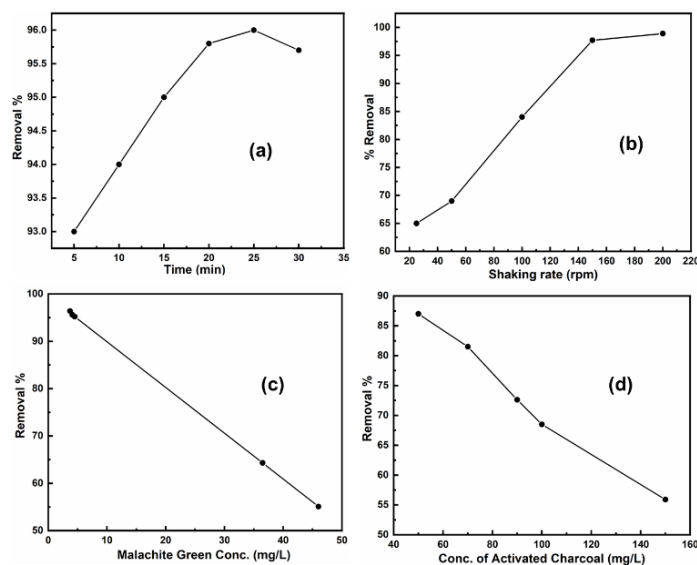 96.0
95.5
95.0
94.5
94.0
93.5
93.0
Removal %
(a)
5 10 15 20 25 30 35
Time (min)
100
95
90
85
80
75
70
65
60
% Removal
(b)
20 40 60 80 100 120 140 160 180 200 220
Shaking rate (rpm)
100
90
80
70
60
50
Removal %
(c)
0 10 20 30 40 50
Malachite Green Conc. (mg/L)
90
85
80
75
70
65
60
55
50
Removal %
(d)
40 60 80 100 120 140 160
Conc. of Activated Charcoal (mg/L)